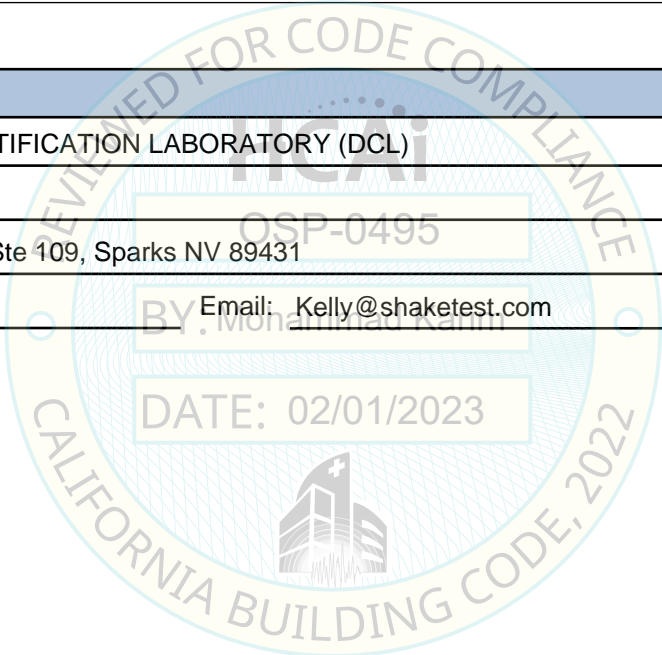 REVIEWED FOR CODE COMPLIANCE
HCAi
TIFICATION LABORATORY (DCL)
OSP-0495
Ste 109, Sparks NV 89431
Email: Kelly@shaketest.com
BY: Mohammad Karim
DATE: 02/01/2023
CALIFORNIA BUILDING CODE, 2022